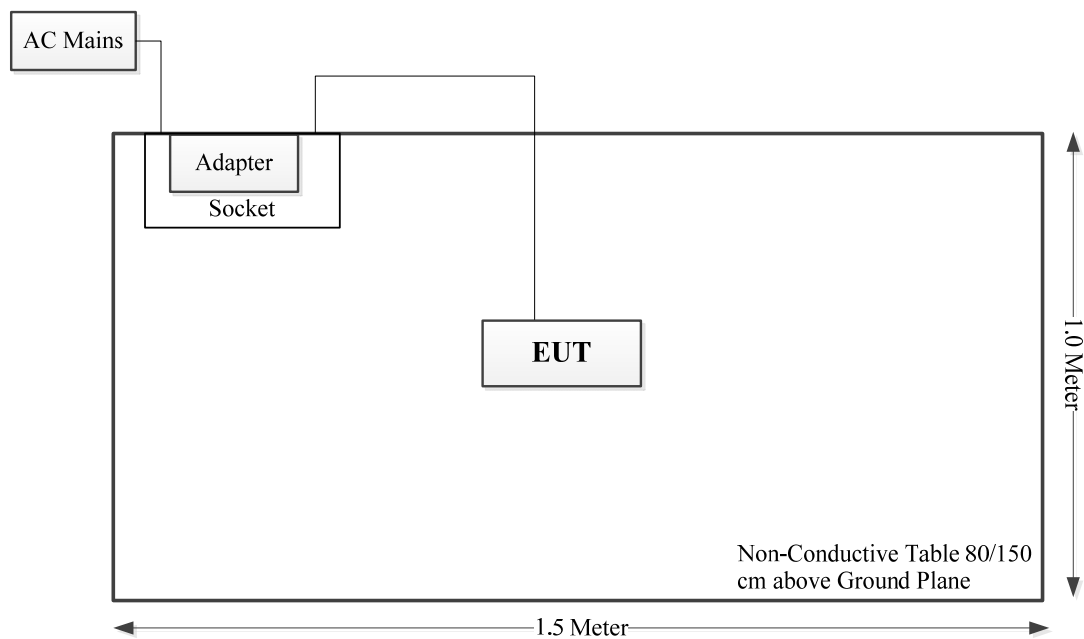 AC Mains
Adapter
Socket
EUT
1.0 Meter
Non-Conductive Table 80/150
cm above Ground Plane
1.5 Meter